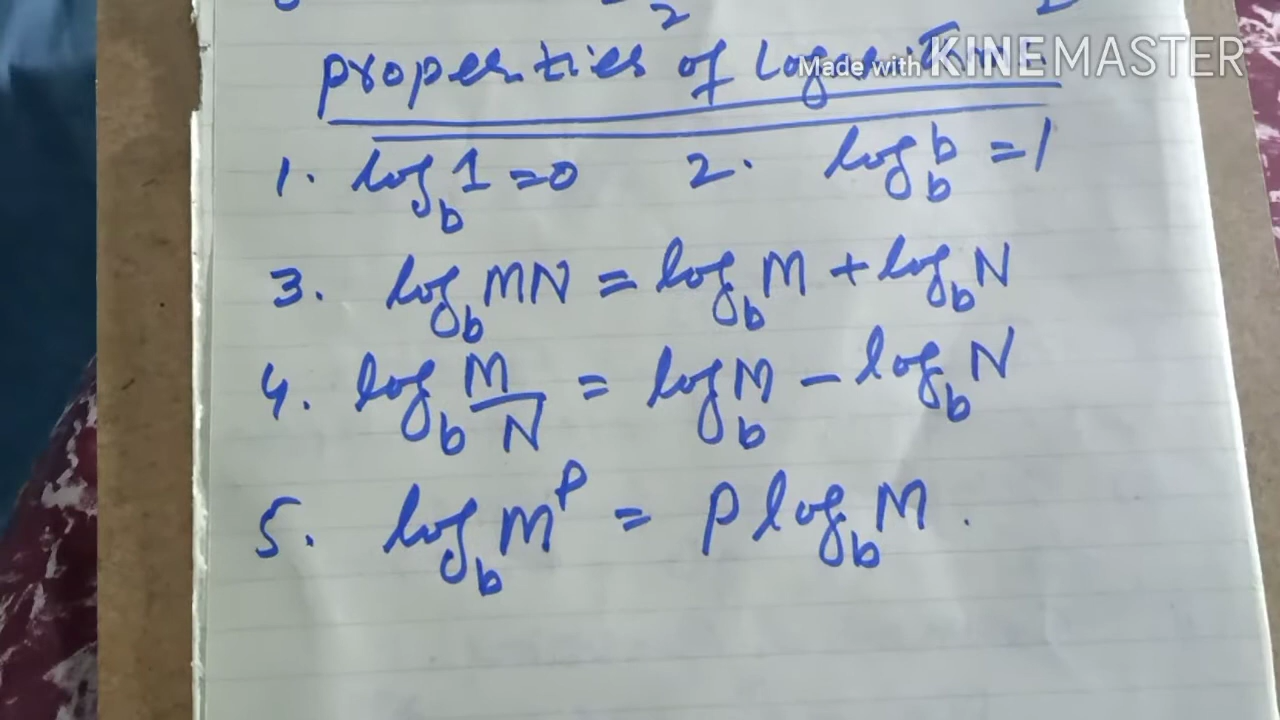 properties of Logarithms
Made with KINEMASTER
1. log_b 1 = 0 2. log_b b = 1
3. log_b MN = log_b M + log_b N
4. log_b M/N = log_b M - log_b N
5. log_b M^P = P log_b M.